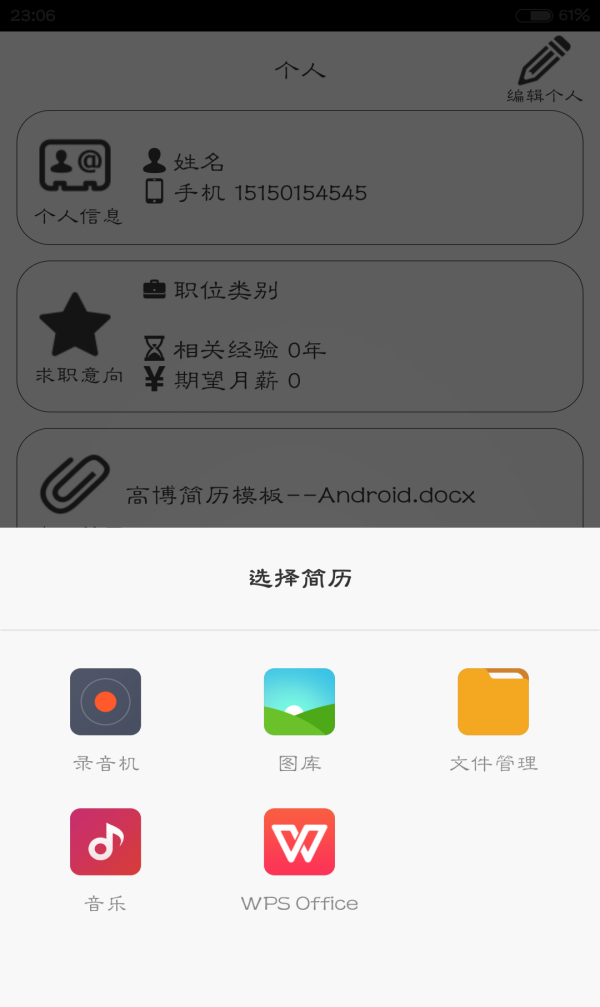 23:06
61%
个人
编辑个人
姓名
手机 15150154545
个人信息
职位类别
相关经验 0年
期望月薪 0
求职意向
高博简历模板--Android.docx
选择简历
录音机
图库
文件管理
音乐
WPS Office